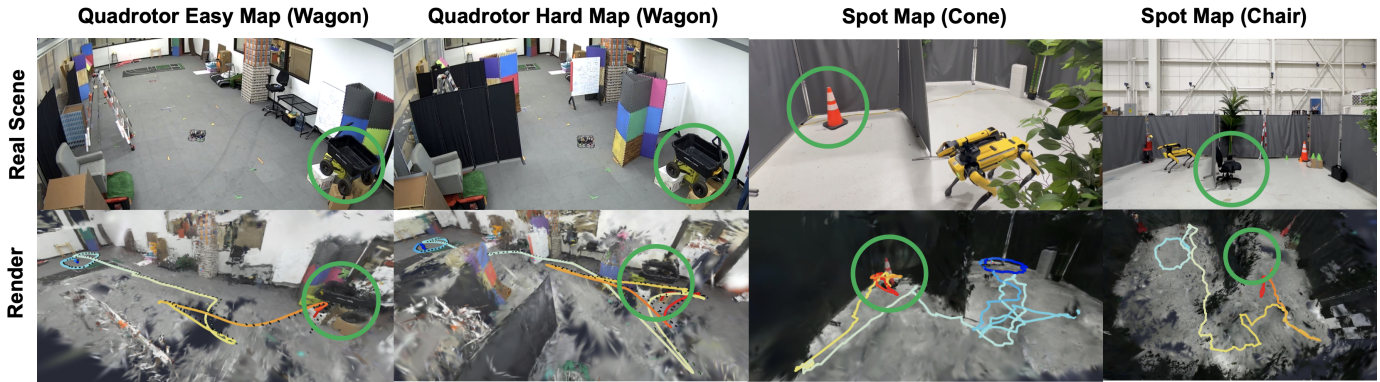 Quadrotor Easy Map (Wagon)
Quadrotor Hard Map (Wagon)
Spot Map (Cone)
Spot Map (Chair)
Real Scene
Render